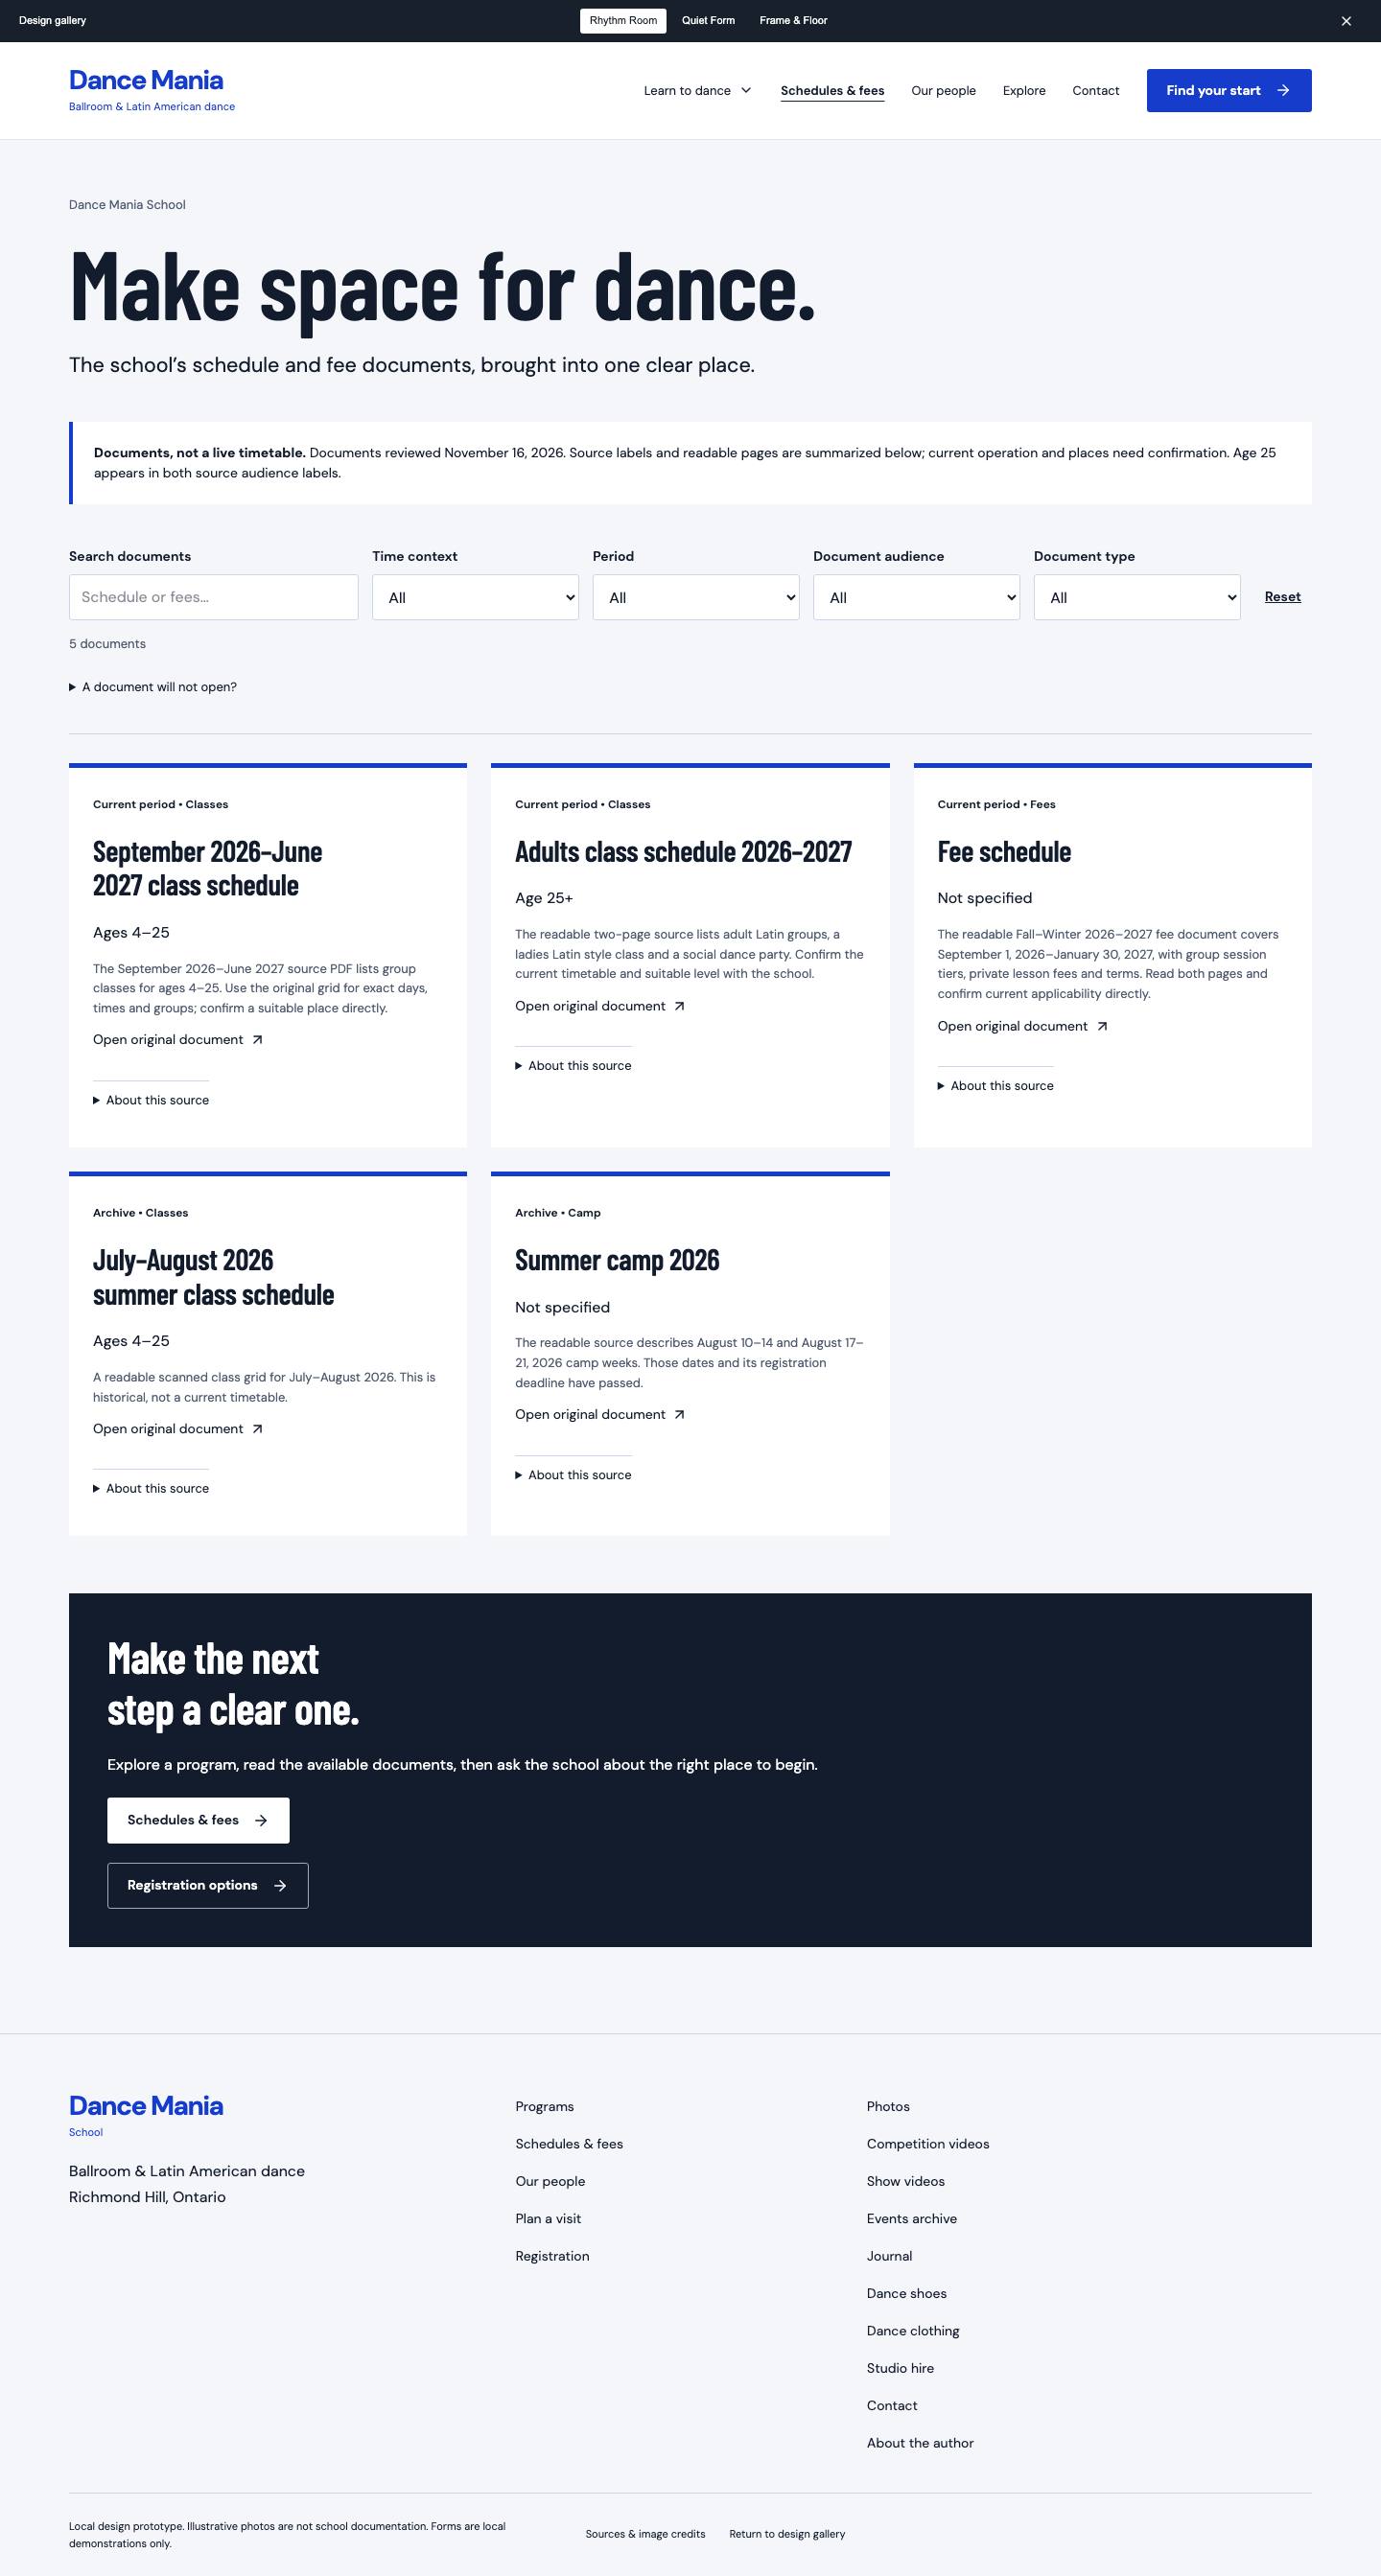 Design gallery
Rhythm Room
Quiet Form
Frame & Floor
Dance Mania
Ballroom & Latin American dance
Learn to dance
Schedules & fees
Our people
Explore
Contact
Find your start
Dance Mania School
Make space for dance.
The school’s schedule and fee documents, brought into one clear place.
Documents, not a live timetable. Documents reviewed November 16, 2026. Source labels and readable pages are summarized below; current operation and places need confirmation. Age 25
appears in both source audience labels.
Search documents
Time context
Period
Document audience
Document type
Schedule or fees...
All
All
All
All
Reset
5 documents
A document will not open?
Current period • Classes
September 2026–June
2027 class schedule
Ages 4–25
The September 2026–June 2027 source PDF lists group
classes for ages 4–25. Use the original grid for exact days,
times and groups; confirm a suitable place directly.
Open original document
About this source
Current period • Classes
Adults class schedule 2026–2027
Age 25+
The readable two-page source lists adult Latin groups, a
ladies Latin style class and a social dance party. Confirm the
current timetable and suitable level with the school.
Open original document
About this source
Current period • Fees
Fee schedule
Not specified
The readable Fall–Winter 2026–2027 fee document covers
September 1, 2026–January 30, 2027, with group session
tiers, private lesson fees and terms. Read both pages and
confirm current applicability directly.
Open original document
About this source
Archive • Classes
July–August 2026
summer class schedule
Ages 4–25
A readable scanned class grid for July–August 2026. This is
historical, not a current timetable.
Open original document
About this source
Archive • Camp
Summer camp 2026
Not specified
The readable source describes August 10–14 and August 17–
21, 2026 camp weeks. Those dates and its registration
deadline have passed.
Open original document
About this source
Make the next
step a clear one.
Explore a program, read the available documents, then ask the school about the right place to begin.
Schedules & fees
Registration options
Dance Mania
School
Ballroom & Latin American dance
Richmond Hill, Ontario
Programs
Schedules & fees
Our people
Plan a visit
Registration
Photos
Competition videos
Show videos
Events archive
Journal
Dance shoes
Dance clothing
Studio hire
Contact
About the author
Local design prototype. Illustrative photos are not school documentation. Forms are local
demonstrations only.
Sources & image credits
Return to design gallery